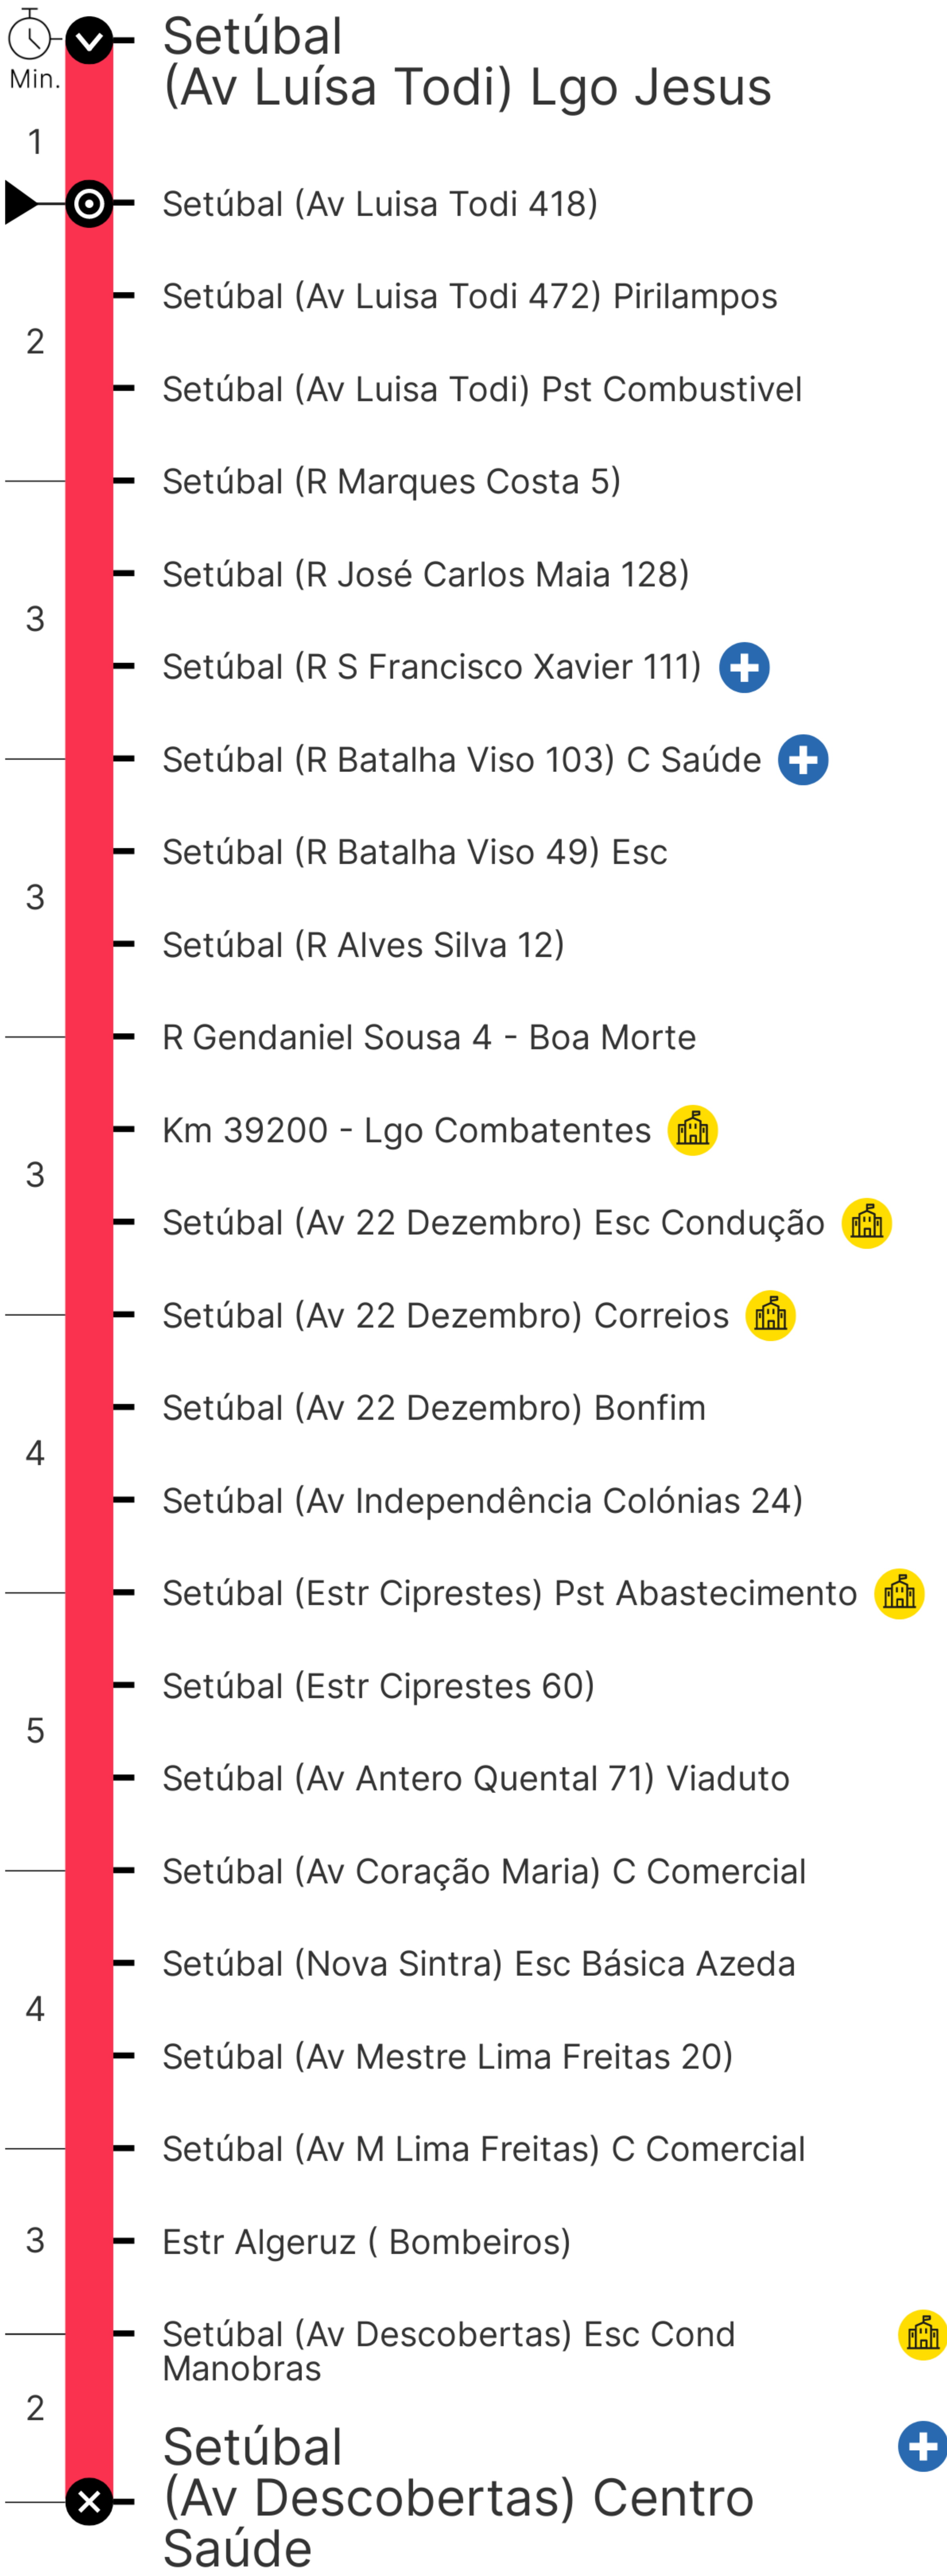 Setúbal
Min.
(Av Luísa Todi) Lgo Jesus
1
Setúbal (Av Luisa Todi 418)
Setúbal (Av Luisa Todi 472) Pirilampos
2
Setúbal (Av Luisa Todi) Pst Combustivel
Setúbal (R Marques Costa 5)
Setúbal (R José Carlos Maia 128)
3
Setúbal (R S Francisco Xavier 111)
Setúbal (R Batalha Viso 103) C Saúde
Setúbal (R Batalha Viso 49) Esc
3
Setúbal (R Alves Silva 12)
R Gendaniel Sousa 4 - Boa Morte
Km 39200 - Lgo Combatentes
3
Setúbal (Av 22 Dezembro) Esc Condução
Setúbal (Av 22 Dezembro) Correios
Setúbal (Av 22 Dezembro) Bonfim
4
Setúbal (Av Independência Colónias 24)
Setúbal (Estr Ciprestes) Pst Abastecimento
Setúbal (Estr Ciprestes 60)
5
Setúbal (Av Antero Quental 71) Viaduto
Setúbal (Av Coração Maria) C Comercial
Setúbal (Nova Sintra) Esc Básica Azeda
4
Setúbal (Av Mestre Lima Freitas 20)
Setúbal (Av M Lima Freitas) C Comercial
3
Estr Algeruz ( Bombeiros)
Setúbal (Av Descobertas) Esc Cond
Manobras
2
Setúbal
(Av Descobertas) Centro
Saúde